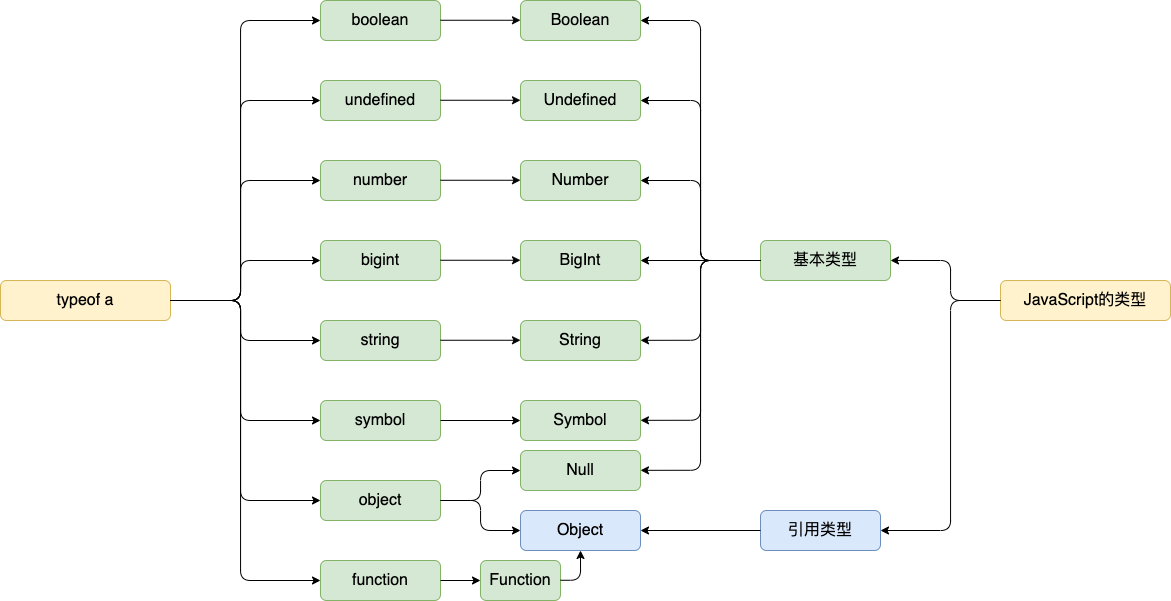 boolean
Boolean
undefined
Undefined
number
Number
bigint
BigInt
基本类型
typeof a
JavaScript的类型
string
String
symbol
Symbol
Null
object
Object
引用类型
function
Function